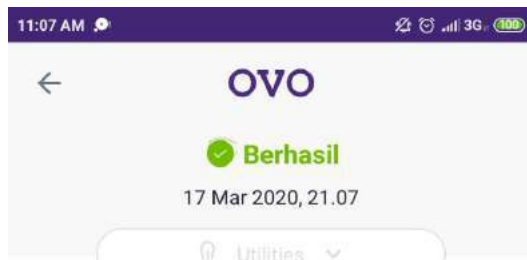 11:07 AM 3G 100
OVO
Berhasil
17 Mar 2020, 21.07
Utilities